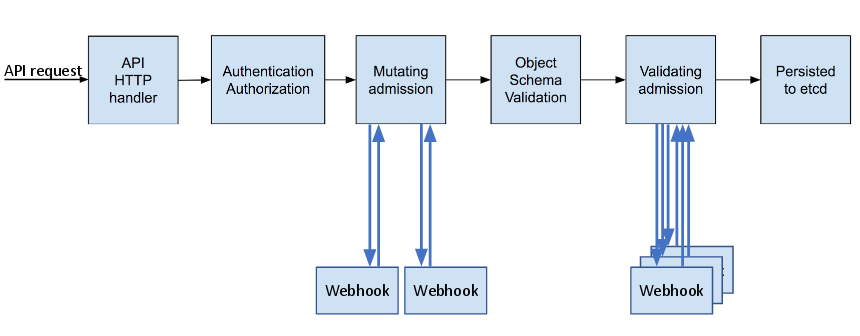 API request
API
HTTP
handler
Authentication
Authorization
Mutating
admission
Object
Schema
Validation
Validating
admission
Persisted
to etcd
Webhook
Webhook
Webhook